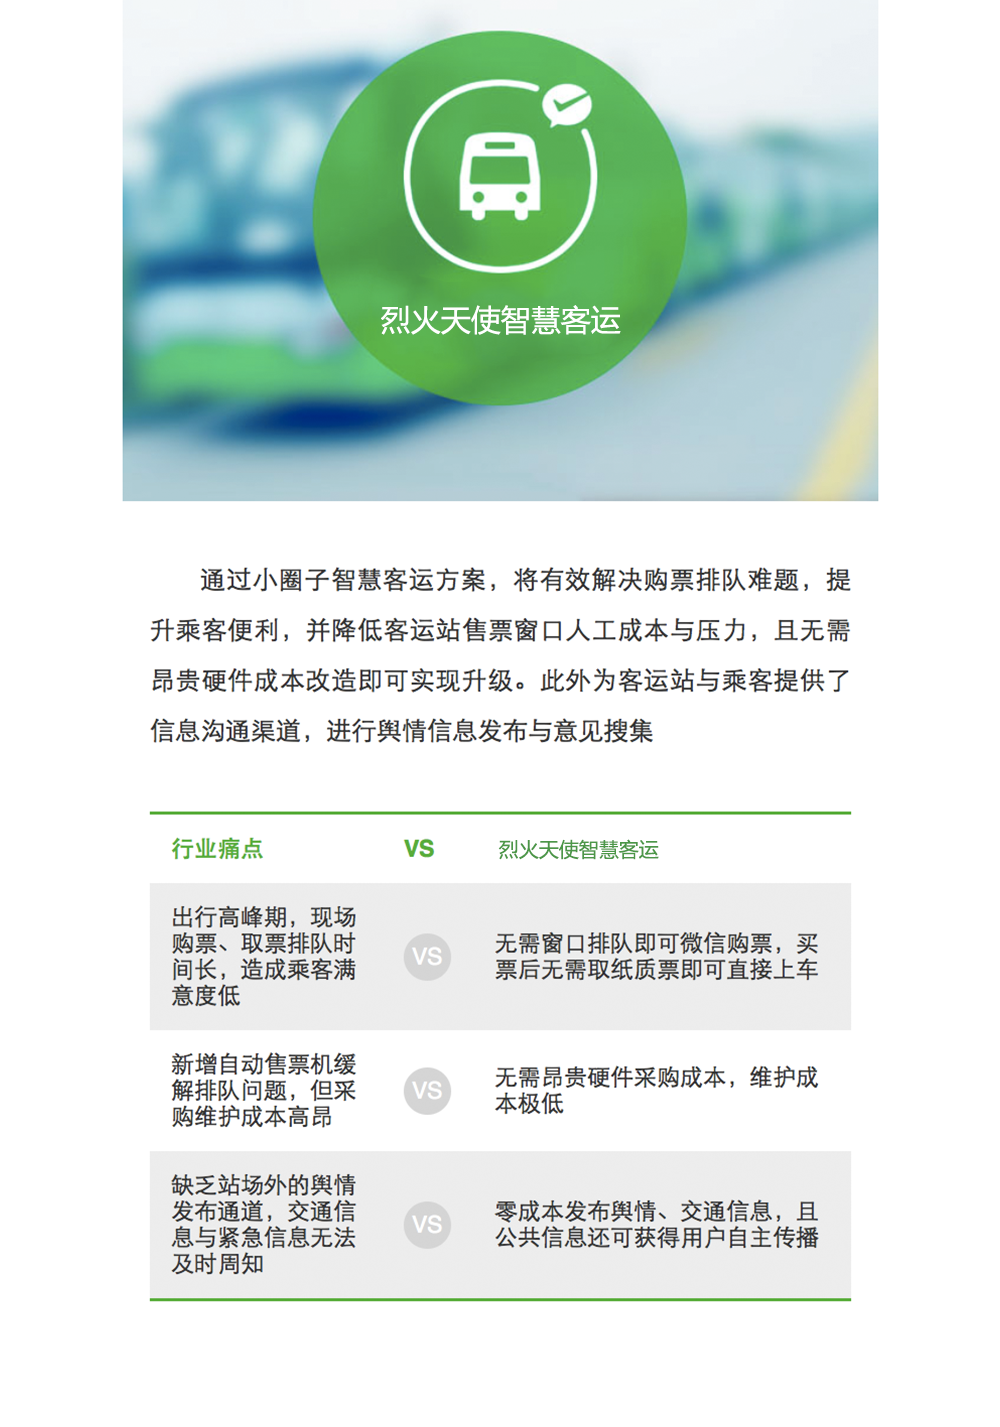 烈火天使智慧客运
通过小圈子智慧客运方案，将有效解决购票排队难题，提
升乘客便利，并降低客运站售票窗口人工成本与压力，且无需
昂贵硬件成本改造即可实现升级。此外为客运站与乘客提供了
信息沟通渠道，进行舆情信息发布与意见搜集
行业痛点 VS 烈火天使智慧客运
出行高峰期，现场
购票、取票排队时
间长，造成乘客满
意度低
VS
无需窗口排队即可微信购票，买
票后无需取纸质票即可直接上车
新增自动售票机缓
解排队问题，但采
购维护成本高昂
VS
无需昂贵硬件采购成本，维护成
本极低
缺乏站场外的舆情
发布通道，交通信
息与紧急信息无法
及时周知
VS
零成本发布舆情、交通信息，且
公共信息还可获得用户自主传播